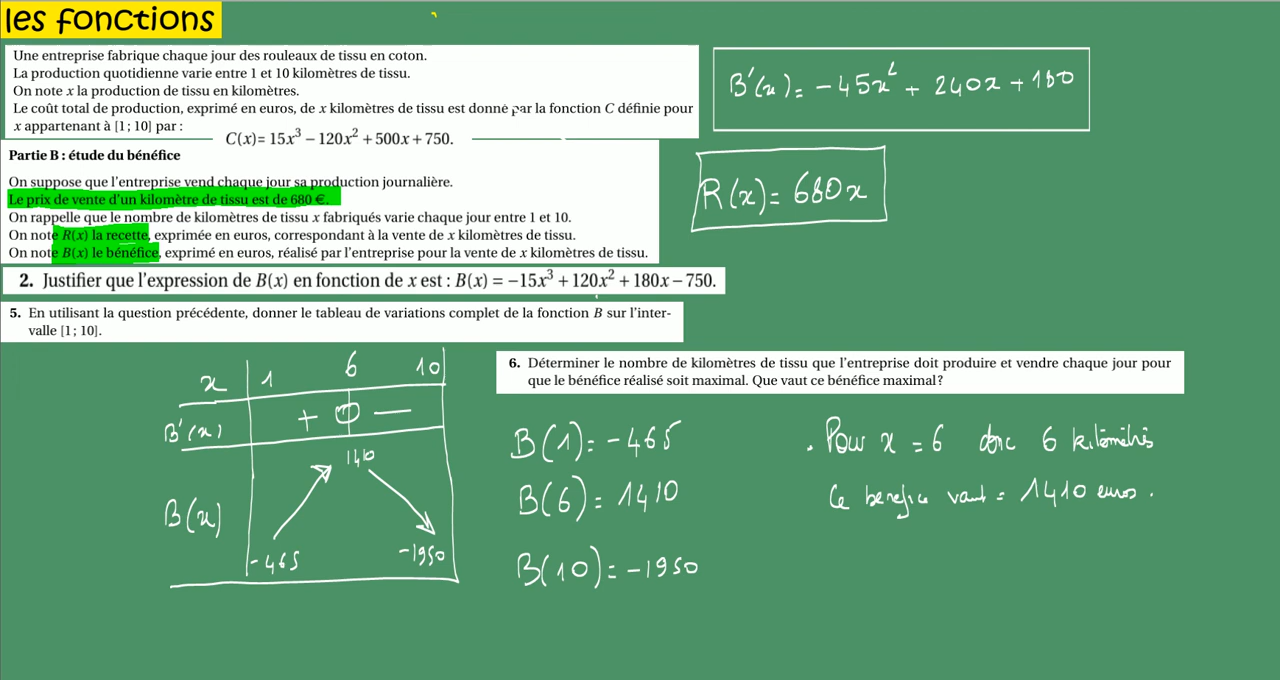 les fonctions
Une entreprise fabrique chaque jour des rouleaux de tissu en coton.
La production quotidienne varie entre 1 et 10 kilomètres de tissu.
On note x la production de tissu en kilomètres.
Le coût total de production, exprimé en euros, de x kilomètres de tissu est donné par la fonction C définie pour
x appartenant à [1 ; 10] par :
C(x) = 15x³ − 120x² + 500x + 750.
Partie B : étude du bénéfice
On suppose que l'entreprise vend chaque jour sa production journalière.
Le prix de vente d'un kilomètre de tissu est de 680 €.
On rappelle que le nombre de kilomètres de tissu x fabriqués varie chaque jour entre 1 et 10.
On note R(x) la recette, exprimée en euros, correspondant à la vente de x kilomètres de tissu.
On note B(x) le bénéfice, exprimé en euros, réalisé par l'entreprise pour la vente de x kilomètres de tissu.
B'(x) = −45x² + 240x + 180
R(x) = 680x
2. Justifier que l'expression de B(x) en fonction de x est : B(x) = −15x³ + 120x² + 180x − 750.
5. En utilisant la question précédente, donner le tableau de variations complet de la fonction B sur l'inter-
valle [1 ; 10].
x 1 6 10
B'(x) + 0 −
1410
B(x)
−465 −1950
6. Déterminer le nombre de kilomètres de tissu que l'entreprise doit produire et vendre chaque jour pour
que le bénéfice réalisé soit maximal. Que vaut ce bénéfice maximal ?
B(1) = −465
B(6) = 1410
B(10) = −1950
. Pour x = 6 donc 6 kilomètres
Ce benefice vaut = 1410 euros .